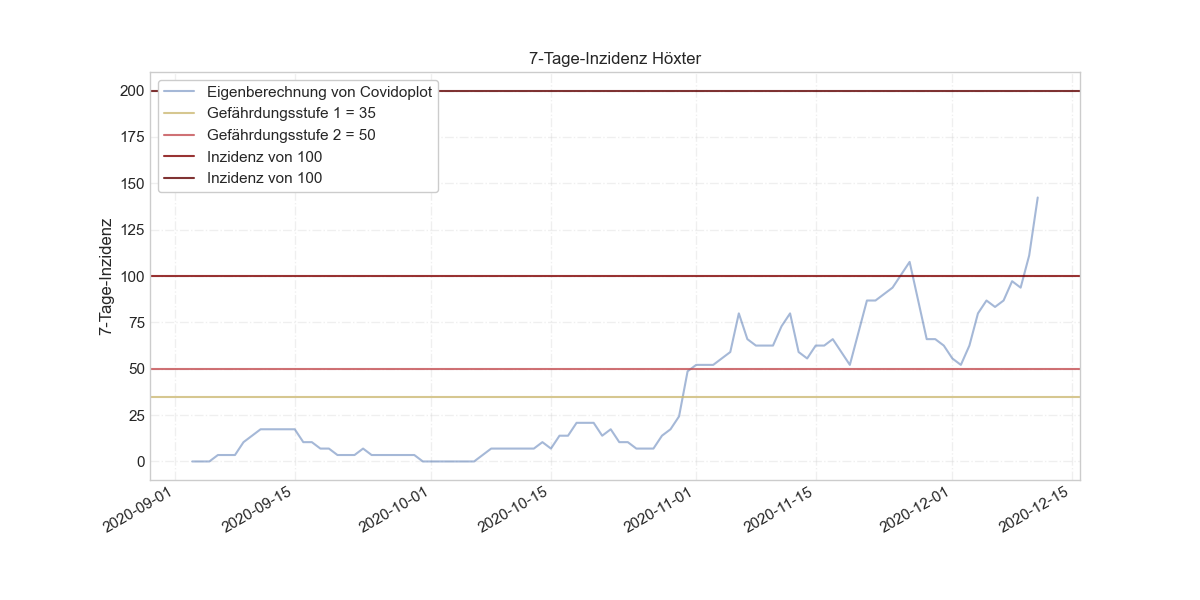 7-Tage-Inzidenz Höxter
200
175
150
125
100
75
50
25
0
7-Tage-Inzidenz
Eigenberechnung von Covidoplot
Gefährdungsstufe 1 = 35
Gefährdungsstufe 2 = 50
Inzidenz von 100
Inzidenz von 100
2020-09-01
2020-09-15
2020-10-01
2020-10-15
2020-11-01
2020-11-15
2020-12-01
2020-12-15